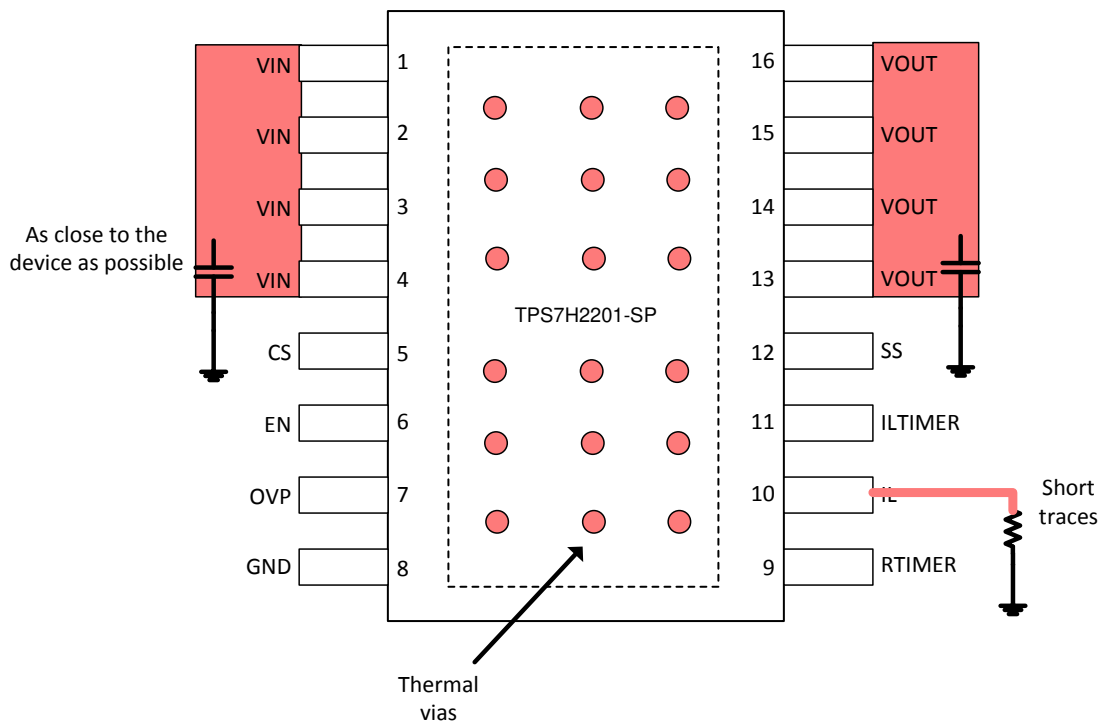 VIN 1 16 VOUT
VIN 2 15 VOUT
VIN 3 14 VOUT
As close to the
device as possible
VIN 4 13 VOUT
TPS7H2201-SP
CS 5 12 SS
EN 6 11 ILTIMER
OVP 7 10 IL
Short
traces
GND 8 9 RTIMER
Thermal
vias